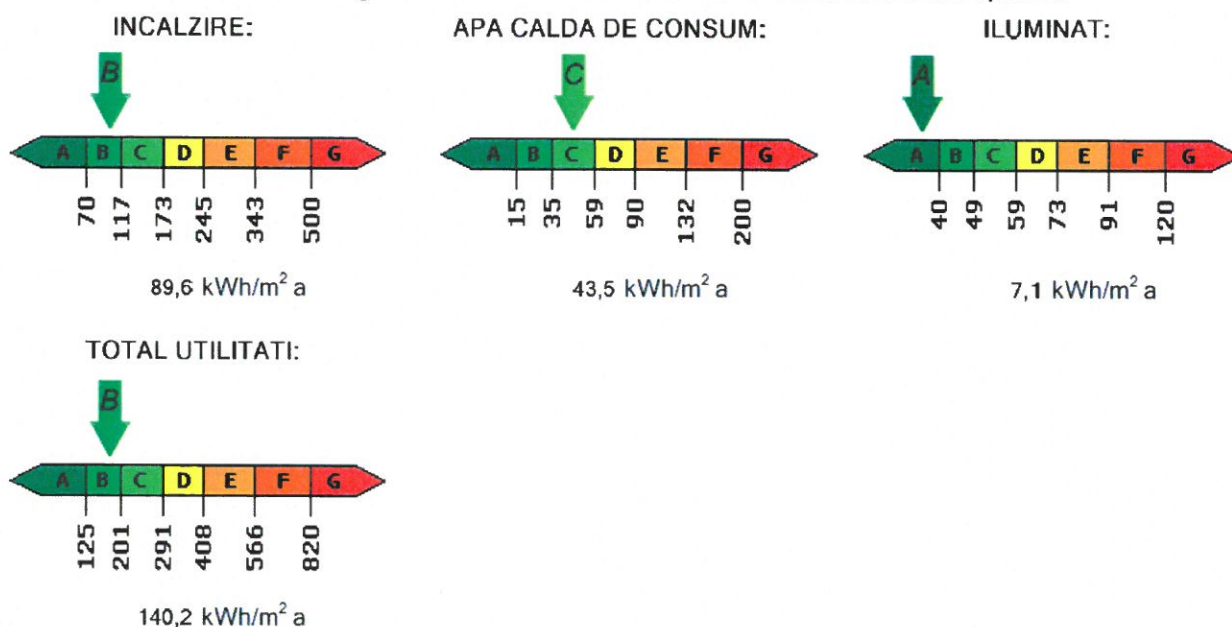 INCALZIRE:
B
A B C D E F G
70 117 173 245 343 500
89,6 kWh/m² a
APA CALDA DE CONSUM:
C
A B C D E F G
15 35 59 90 132 200
43,5 kWh/m² a
ILUMINAT:
A
A B C D E F G
40 49 59 73 91 120
7,1 kWh/m² a
TOTAL UTILITATI:
B
A B C D E F G
125 201 291 408 566 820
140,2 kWh/m² a